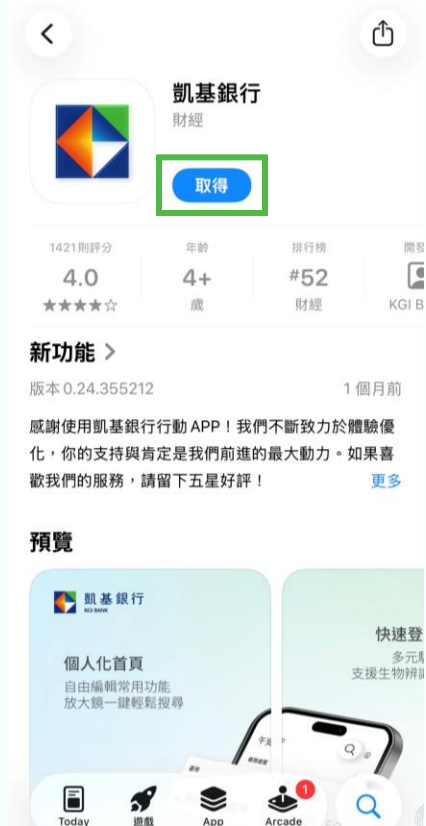 凱基銀行
財經
取得
1421則評分
年齡
排行榜
4.0
4+
#52
★★★★☆
歲
財經
KGI B
新功能 >
版本 0.24.355212
1 個月前
感謝使用凱基銀行行動 APP！我們不斷致力於體驗優
化，你的支持與肯定是我們前進的最大動力。如果喜
歡我們的服務，請留下五星好評！
更多
預覽
凱基銀行
KGI BANK
個人化首頁
自由編輯常用功能
放大鏡一鍵輕鬆搜尋
快速登
多元
支援生物辨
1
Today
遊戲
App
Arcade